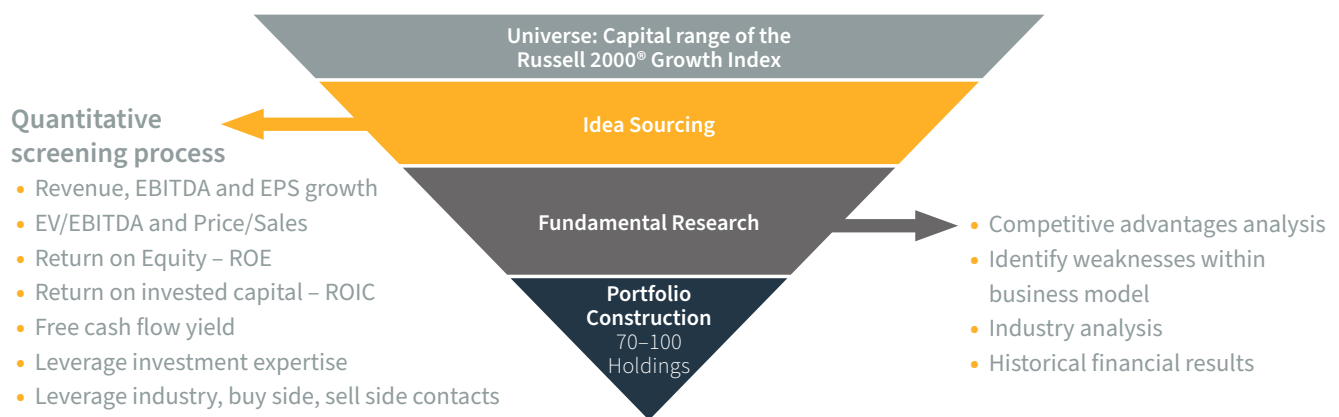 Universe: Capital range of the
Russell 2000® Growth Index
Idea Sourcing
Quantitative
screening process
• Revenue, EBITDA and EPS growth
• EV/EBITDA and Price/Sales
• Return on Equity – ROE
• Return on invested capital – ROIC
• Free cash flow yield
• Leverage investment expertise
• Leverage industry, buy side, sell side contacts
Fundamental Research
• Competitive advantages analysis
• Identify weaknesses within
business model
• Industry analysis
• Historical financial results
Portfolio
Construction
70–100
Holdings